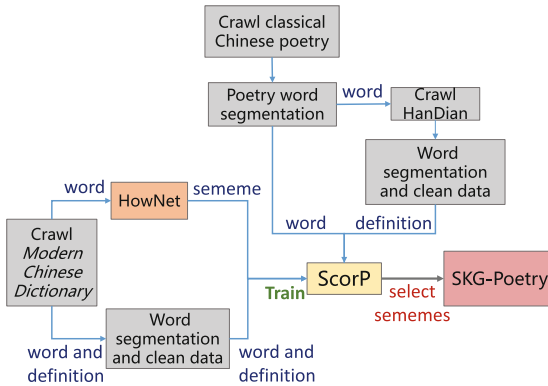 Crawl classical
Chinese poetry
Poetry word
segmentation
word
Crawl
HanDian
Word
segmentation
and clean data
word
HowNet
sememe
word
definition
Crawl
Modern
Chinese
Dictionary
ScorP
Train
select
sememes
SKG-Poetry
Word
segmentation
and clean data
word and
definition
word and
definition